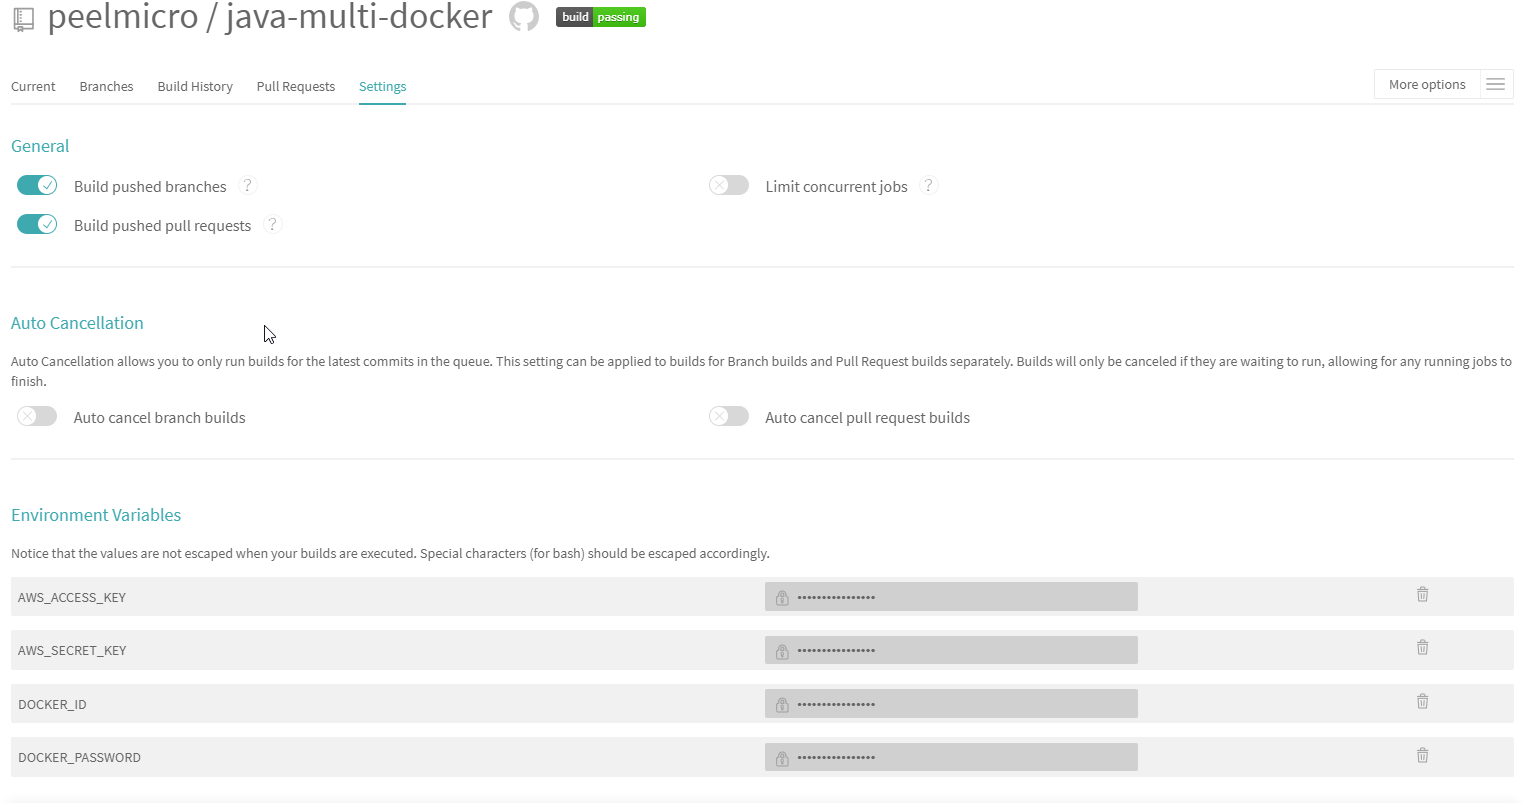 peelmicro / java-multi-docker
build passing
Current Branches Build History Pull Requests Settings More options
General
Build pushed branches ? Limit concurrent jobs ?
Build pushed pull requests ?
Auto Cancellation
Auto Cancellation allows you to only run builds for the latest commits in the queue. This setting can be applied to builds for Branch builds and Pull Request builds separately. Builds will only be canceled if they are waiting to run, allowing for any running jobs to
finish.
Auto cancel branch builds Auto cancel pull request builds
Environment Variables
Notice that the values are not escaped when your builds are executed. Special characters (for bash) should be escaped accordingly.
AWS_ACCESS_KEY ••••••••••••••••
AWS_SECRET_KEY ••••••••••••••••
DOCKER_ID ••••••••••••••••
DOCKER_PASSWORD ••••••••••••••••